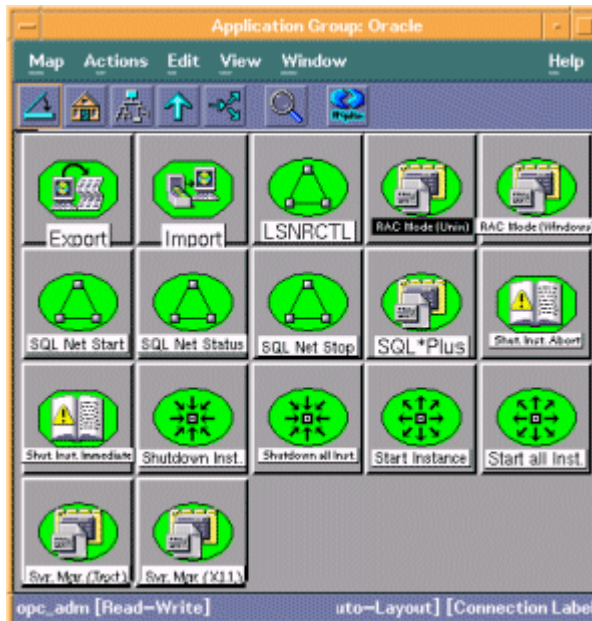 Application Group: Oracle
Map Actions Edit View Window Help
Export
Import
LSNRCTL
RAC Mode (Unix)
RAC Mode (Windows)
SQL Net Start
SQL Net Status
SQL Net Stop
SQL*Plus
Shut. Inst. Abort
Shut. Inst. Immediate
Shutdown Inst.
Shutdown all Inst.
Start Instance
Start all Inst.
Svr. Mgr. (Text)
Svr. Mgr. (X11)
opc_adm [Read-Write] uto-Layout] [Connection Labe